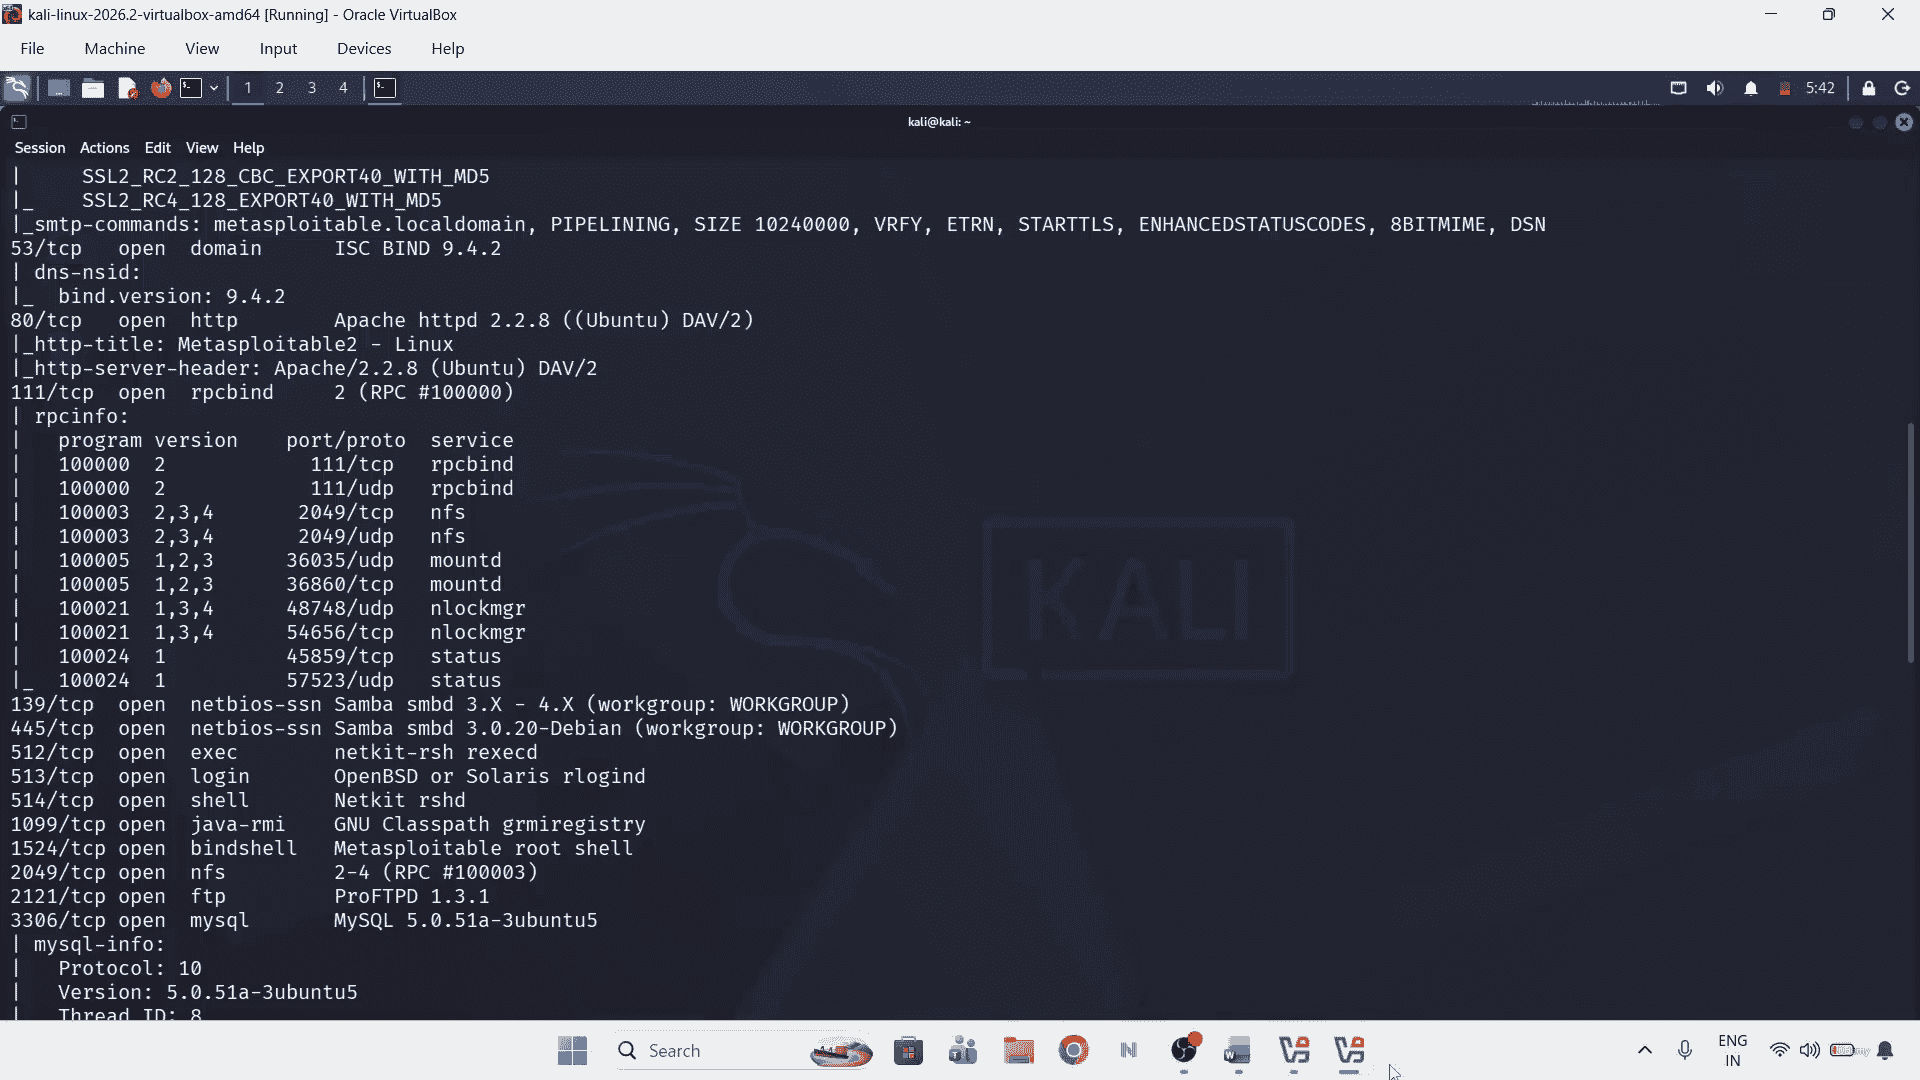 kali-linux-2026.2-virtualbox-amd64 [Running] - Oracle VirtualBox
File Machine View Input Devices Help
1 2 3 4 5:42
kali@kali: ~
Session Actions Edit View Help
|     SSL2_RC2_128_CBC_EXPORT40_WITH_MD5
|_    SSL2_RC4_128_EXPORT40_WITH_MD5
|_smtp-commands: metasploitable.localdomain, PIPELINING, SIZE 10240000, VRFY, ETRN, STARTTLS, ENHANCEDSTATUSCODES, 8BITMIME, DSN
53/tcp   open  domain      ISC BIND 9.4.2
| dns-nsid:
|_  bind.version: 9.4.2
80/tcp   open  http        Apache httpd 2.2.8 ((Ubuntu) DAV/2)
|_http-title: Metasploitable2 - Linux
|_http-server-header: Apache/2.2.8 (Ubuntu) DAV/2
111/tcp  open  rpcbind     2 (RPC #100000)
| rpcinfo:
|   program version    port/proto  service
|   100000  2            111/tcp   rpcbind
|   100000  2            111/udp   rpcbind
|   100003  2,3,4       2049/tcp   nfs
|   100003  2,3,4       2049/udp   nfs
|   100005  1,2,3      36035/udp   mountd
|   100005  1,2,3      36860/tcp   mountd
|   100021  1,3,4      48748/udp   nlockmgr
|   100021  1,3,4      54656/tcp   nlockmgr
|   100024  1          45859/tcp   status
|_  100024  1          57523/udp   status
139/tcp  open  netbios-ssn Samba smbd 3.X - 4.X (workgroup: WORKGROUP)
445/tcp  open  netbios-ssn Samba smbd 3.0.20-Debian (workgroup: WORKGROUP)
512/tcp  open  exec        netkit-rsh rexecd
513/tcp  open  login       OpenBSD or Solaris rlogind
514/tcp  open  shell       Netkit rshd
1099/tcp open  java-rmi    GNU Classpath grmiregistry
1524/tcp open  bindshell   Metasploitable root shell
2049/tcp open  nfs         2-4 (RPC #100003)
2121/tcp open  ftp         ProFTPD 1.3.1
3306/tcp open  mysql       MySQL 5.0.51a-3ubuntu5
| mysql-info:
|   Protocol: 10
|   Version: 5.0.51a-3ubuntu5
|   Thread ID: 8
KALI
Search
ENG
IN